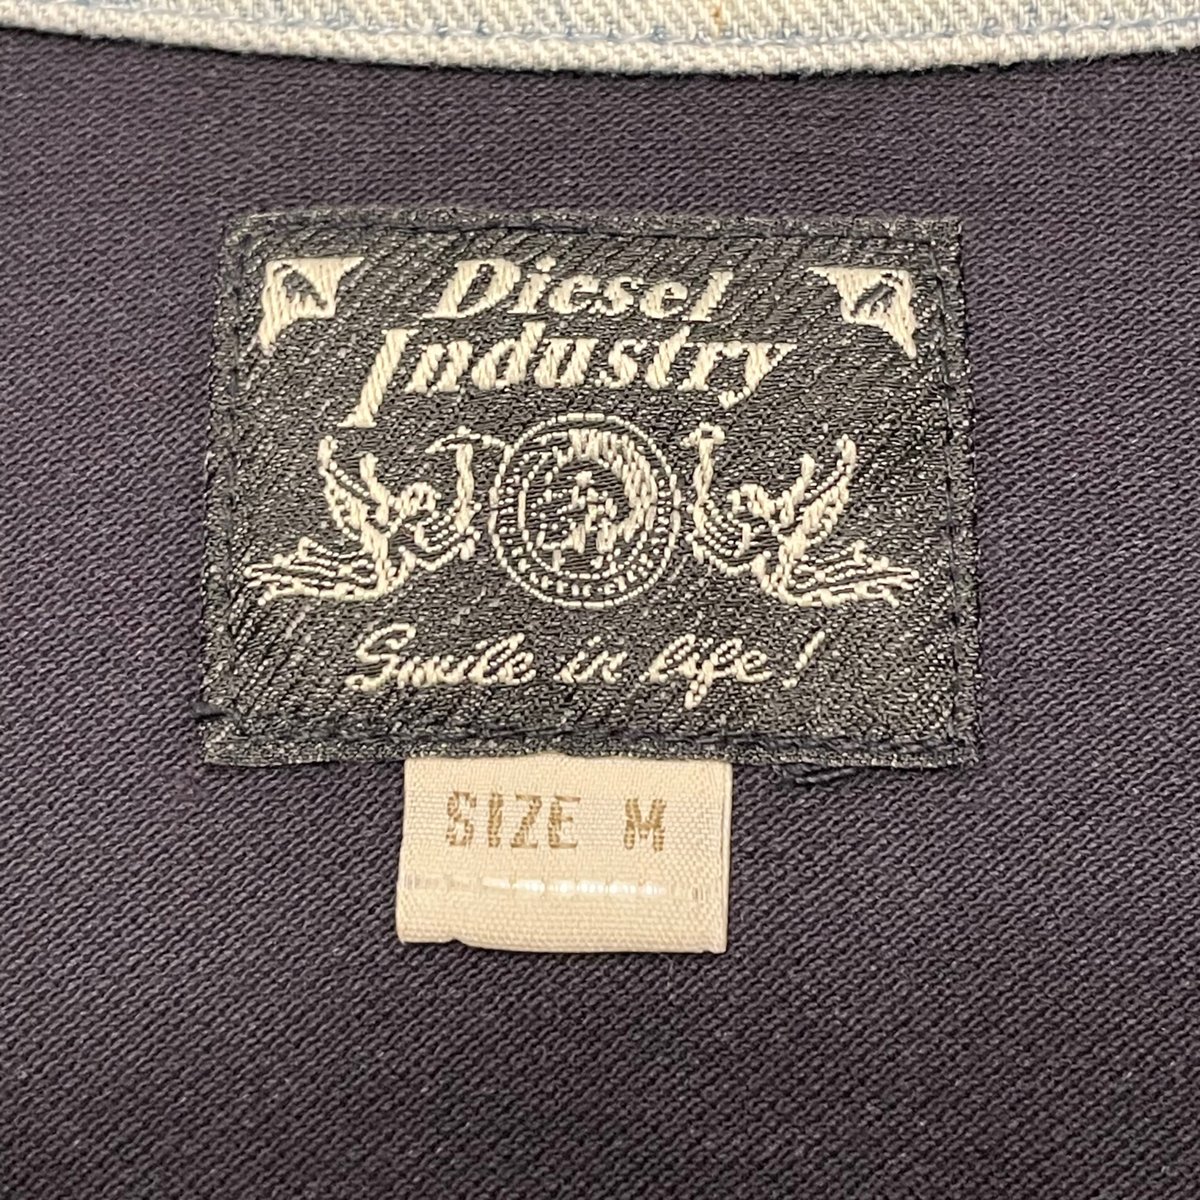 Diesel
Industry
Smile in life!
SIZE M